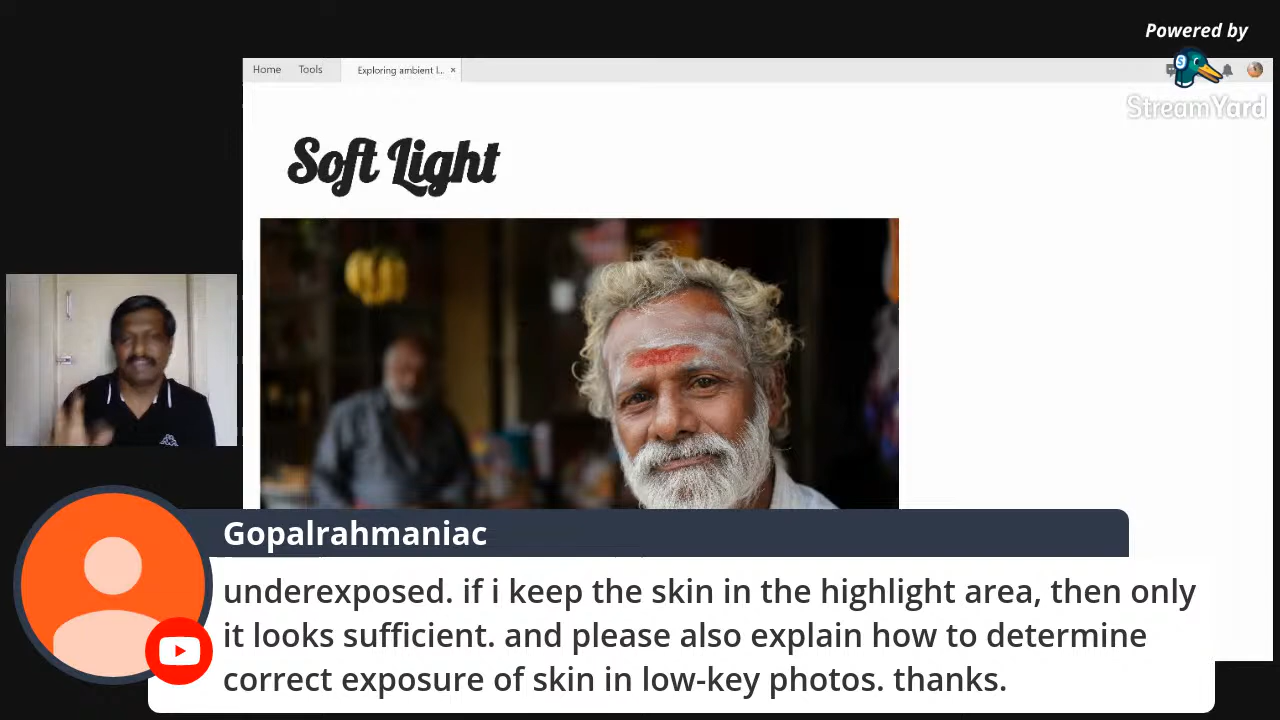 Powered by
Home Tools Exploring ambient l... ×
StreamYard
Soft Light
Gopalrahmaniac
underexposed. if i keep the skin in the highlight area, then only
it looks sufficient. and please also explain how to determine
correct exposure of skin in low-key photos. thanks.